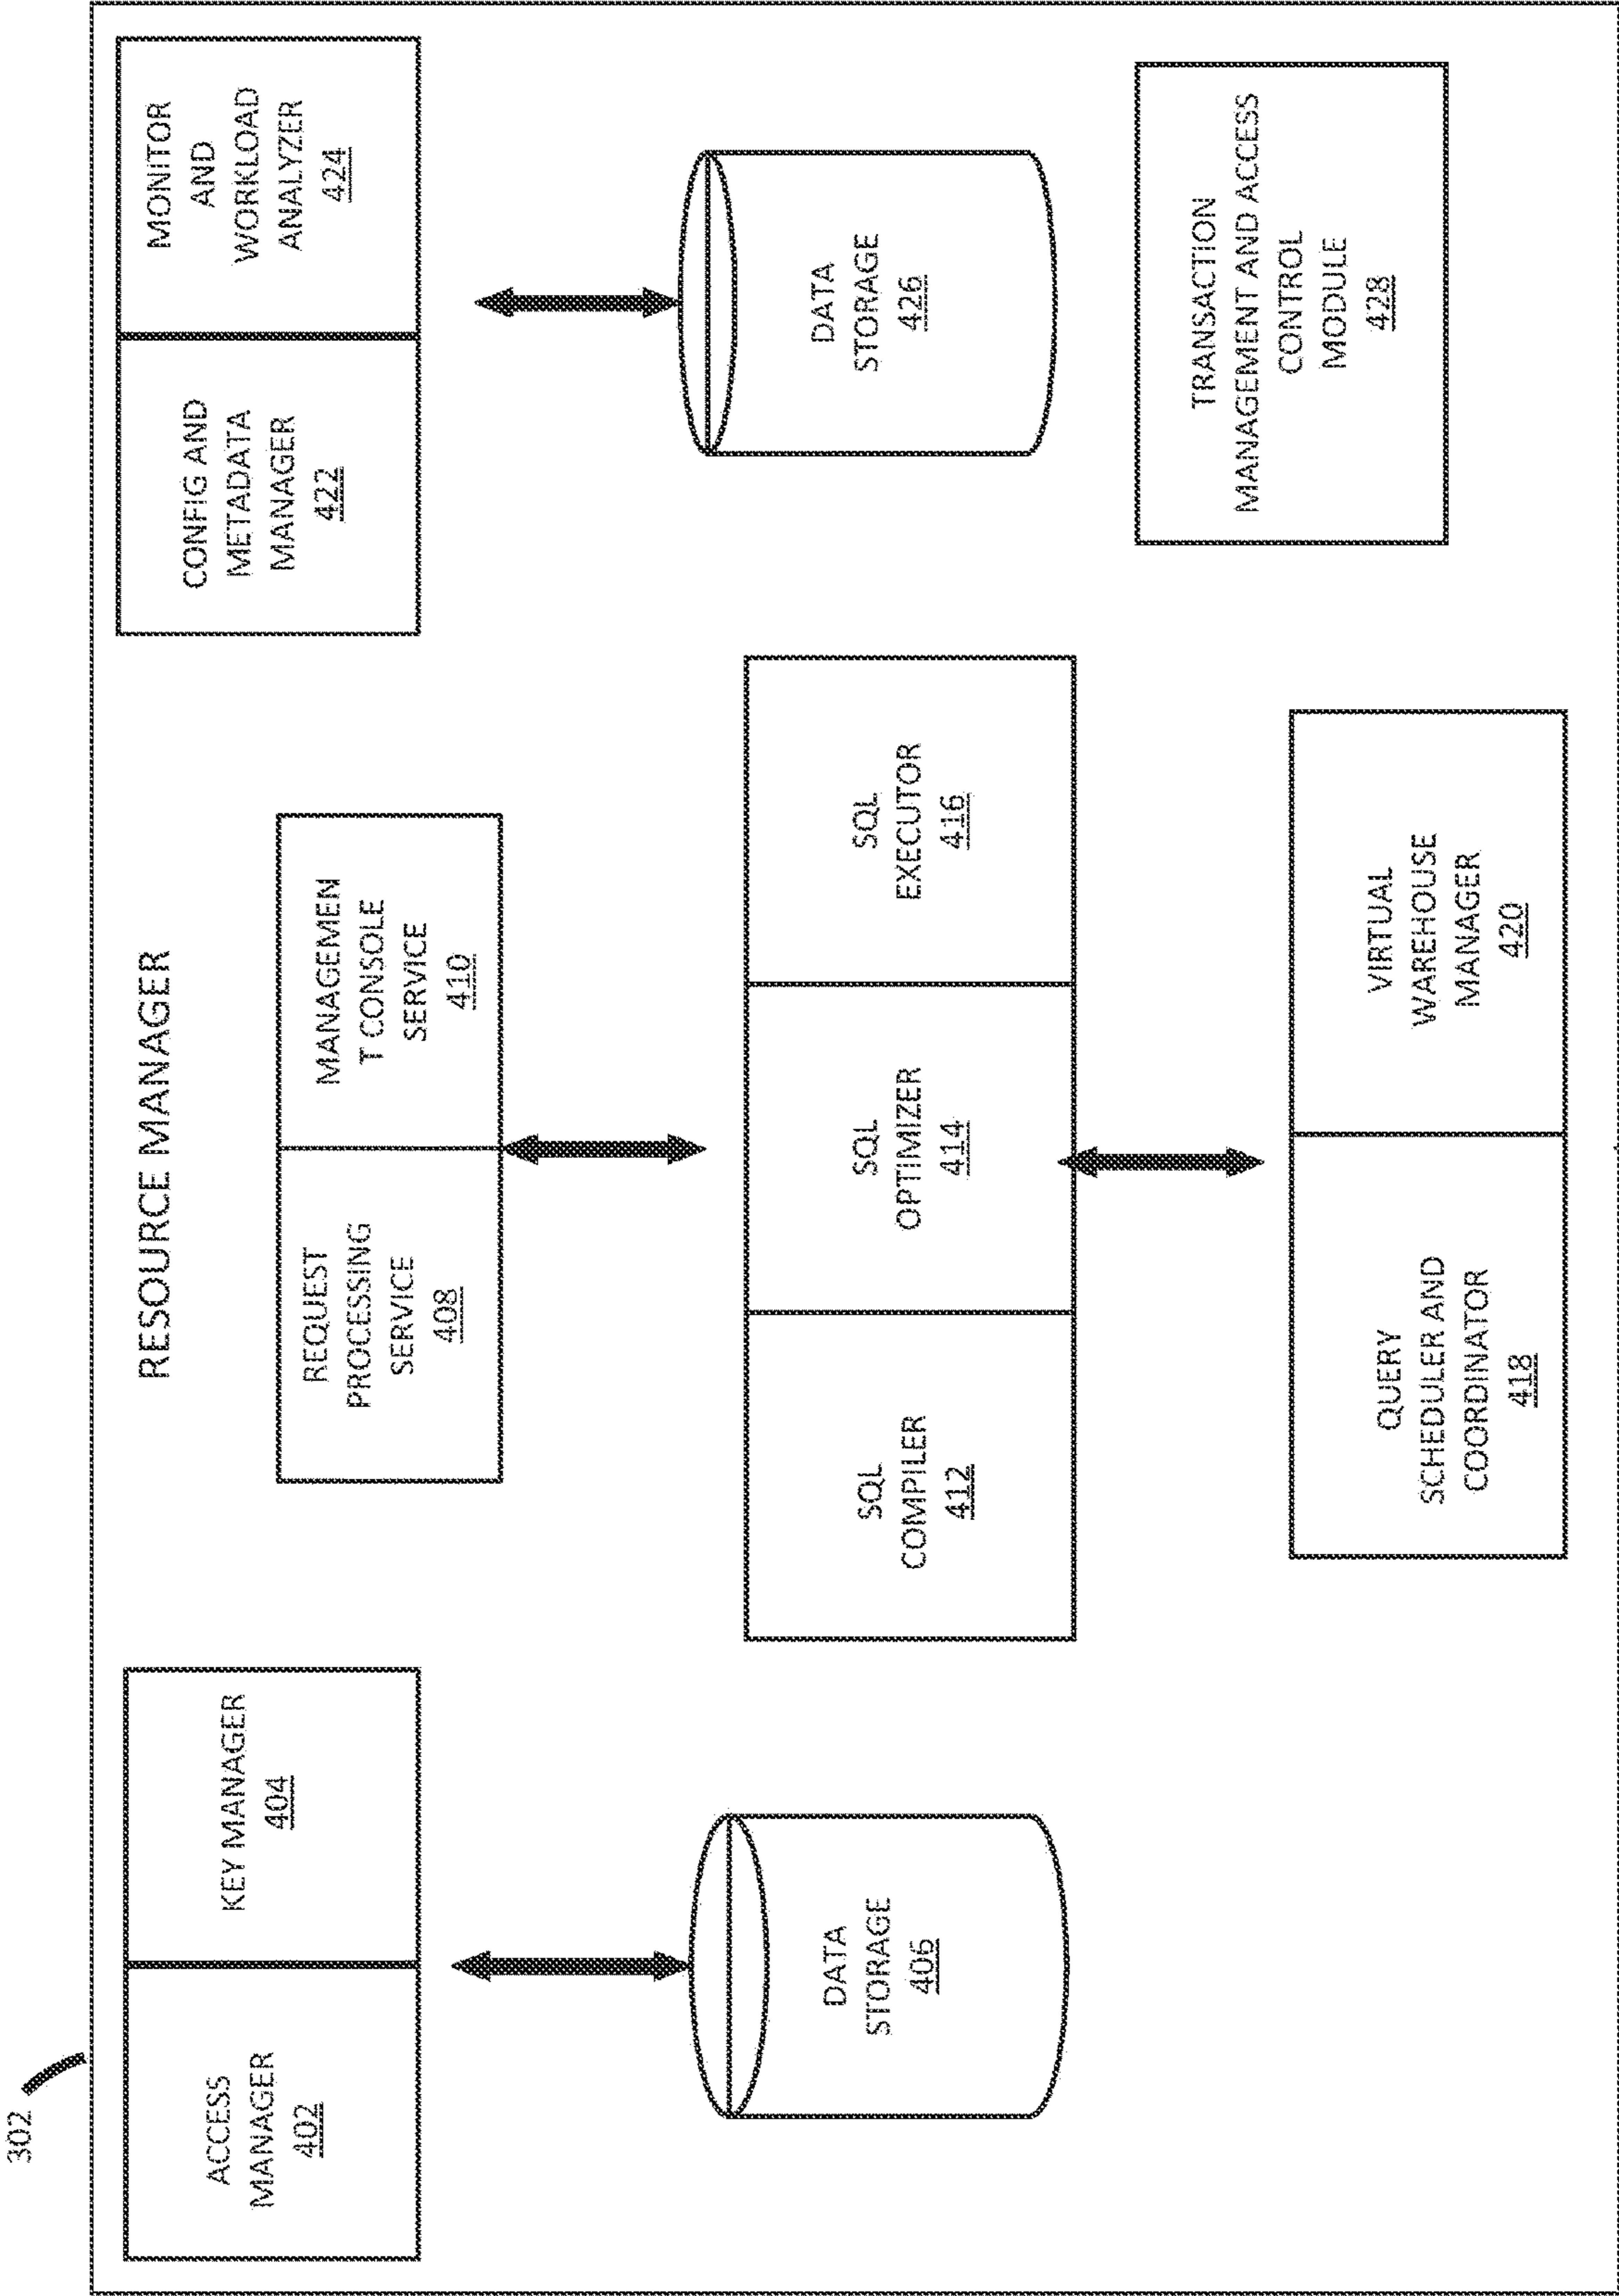 302
RESOURCE MANAGER
ACCESS
MANAGER
402
KEY MANAGER
404
DATA
STORAGE
406
REQUEST
PROCESSING
SERVICE
408
MANAGEMEN
T CONSOLE
SERVICE
410
SQL
COMPILER
412
SQL
OPTIMIZER
414
SQL
EXECUTOR
416
QUERY
SCHEDULER AND
COORDINATOR
418
VIRTUAL
WAREHOUSE
MANAGER
420
CONFIG AND
METADATA
MANAGER
422
MONITOR
AND
WORKLOAD
ANALYZER
424
DATA
STORAGE
426
TRANSACTION
MANAGEMENT AND ACCESS
CONTROL
MODULE
428